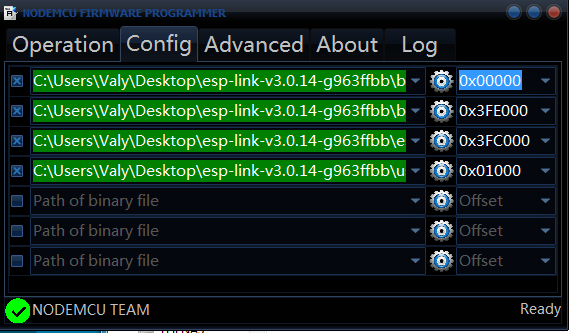 NODEMCU FIRMWARE PROGRAMMER
Operation Config Advanced About Log
C:\Users\Valy\Desktop\esp-link-v3.0.14-g963ffbb\b 0x00000
C:\Users\Valy\Desktop\esp-link-v3.0.14-g963ffbb\b 0x3FE000
C:\Users\Valy\Desktop\esp-link-v3.0.14-g963ffbb\e 0x3FC000
C:\Users\Valy\Desktop\esp-link-v3.0.14-g963ffbb\u 0x01000
Path of binary file Offset
Path of binary file Offset
Path of binary file Offset
NODEMCU TEAM Ready